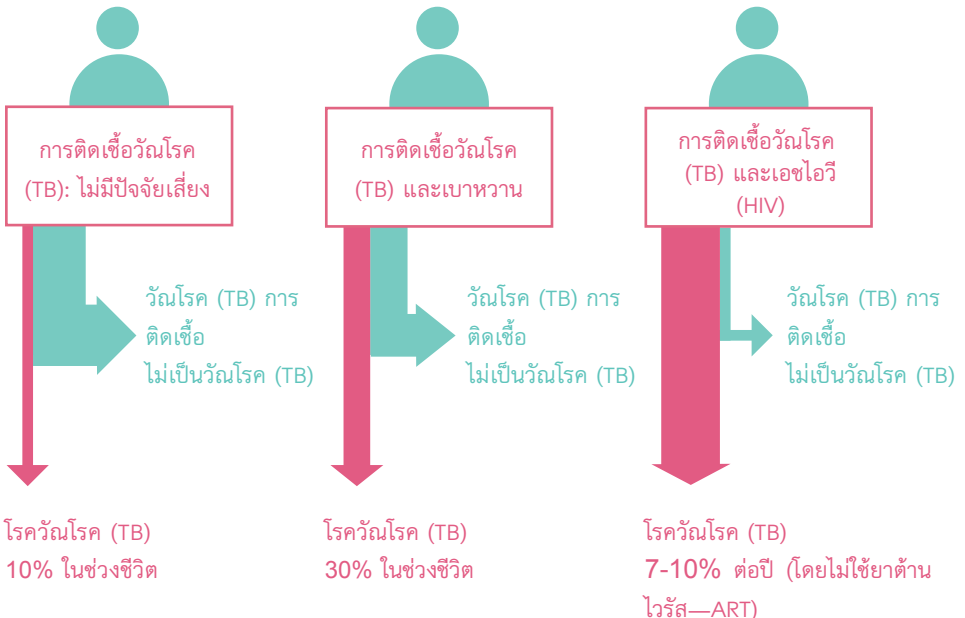 การติดเชื้อวัณโรค
(TB): ไม่มีปัจจัยเสี่ยง
การติดเชื้อวัณโรค
(TB) และเบาหวาน
การติดเชื้อวัณโรค
(TB) และเอชไอวี
(HIV)
วัณโรค (TB) การ
ติดเชื้อ
ไม่เป็นวัณโรค (TB)
วัณโรค (TB) การ
ติดเชื้อ
ไม่เป็นวัณโรค (TB)
วัณโรค (TB) การ
ติดเชื้อ
ไม่เป็นวัณโรค (TB)
โรควัณโรค (TB)
10% ในช่วงชีวิต
โรควัณโรค (TB)
30% ในช่วงชีวิต
โรควัณโรค (TB)
7-10% ต่อปี (โดยไม่ใช้ยาต้าน
ไวรัส—ART)